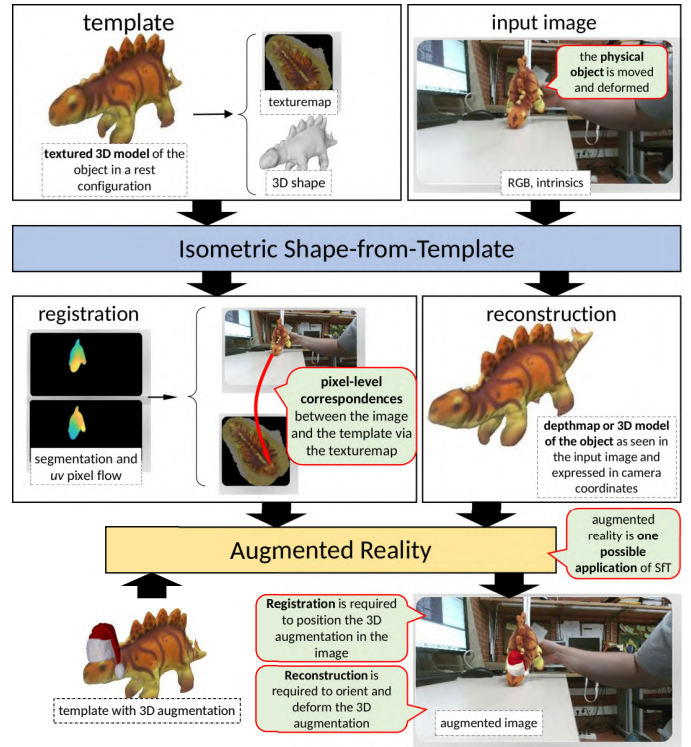 template
texturemap
textured 3D model of the
object in a rest
configuration
3D shape
input image
the physical
object is moved
and deformed
RGB, intrinsics
Isometric Shape-from-Template
registration
segmentation and
uv pixel flow
pixel-level
correspondences
between the image
and the template via
the texturemap
reconstruction
depthmap or 3D model
of the object as seen in
the input image and
expressed in camera
coordinates
Augmented Reality
augmented
reality is one
possible
application of SfT
template with 3D augmentation
Registration is required
to position the 3D
augmentation in the
image
Reconstruction is
required to orient and
deform the 3D
augmentation
augmented image